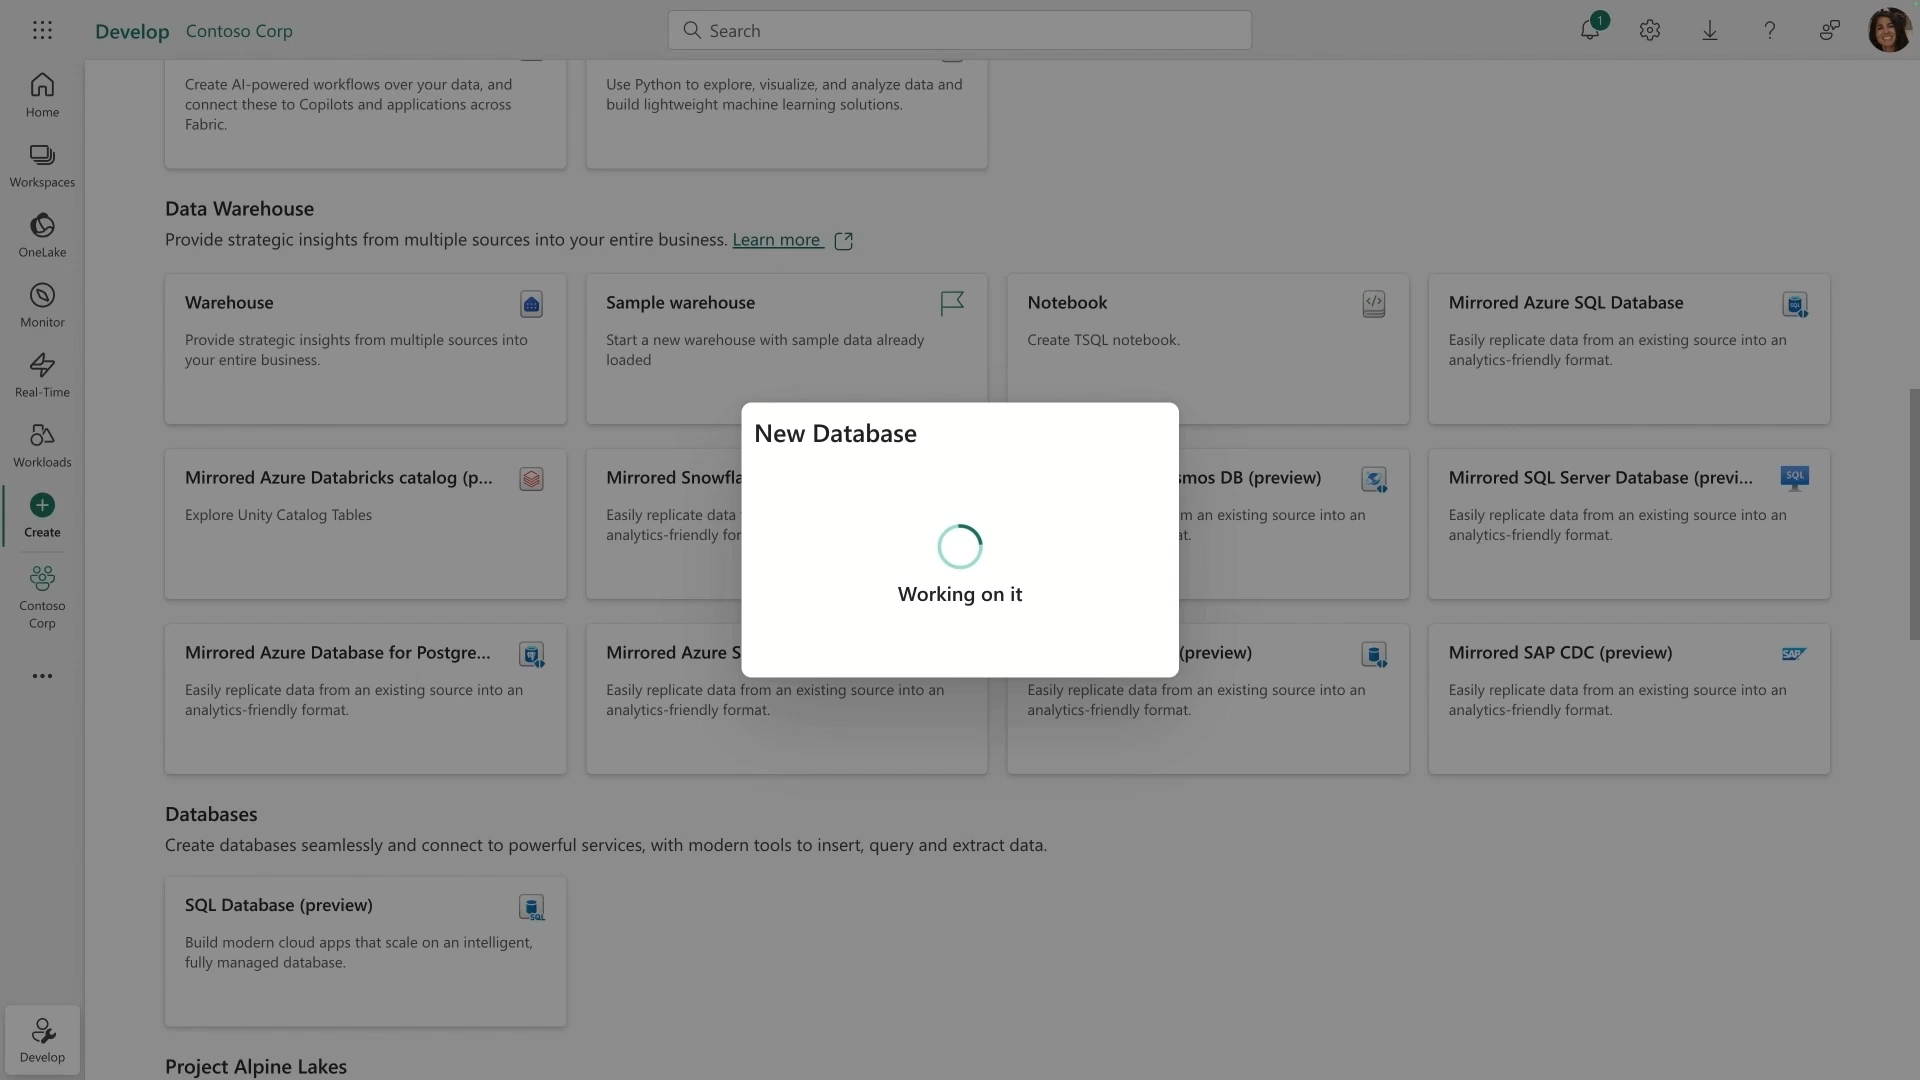 Develop Contoso Corp
Search
1
Home
Workspaces
OneLake
Monitor
Real-Time
Workloads
Create
Contoso
Corp
Develop
Create AI-powered workflows over your data, and
connect these to Copilots and applications across
Fabric.
Use Python to explore, visualize, and analyze data and
build lightweight machine learning solutions.
Data Warehouse
Provide strategic insights from multiple sources into your entire business. Learn more
Warehouse
Provide strategic insights from multiple sources into
your entire business.
Sample warehouse
Start a new warehouse with sample data already
loaded
Notebook
Create TSQL notebook.
Mirrored Azure SQL Database
SQL
Easily replicate data from an existing source into an
analytics-friendly format.
Mirrored Azure Databricks catalog (p...
Explore Unity Catalog Tables
Mirrored Snowfla
Easily replicate data
analytics-friendly for
smos DB (preview)
m an existing source into an
at.
Mirrored SQL Server Database (previ...
SQL
Easily replicate data from an existing source into an
analytics-friendly format.
New Database
Working on it
Mirrored Azure Database for Postgre...
Easily replicate data from an existing source into an
analytics-friendly format.
Mirrored Azure S
Easily replicate data from an existing source into an
analytics-friendly format.
(preview)
Easily replicate data from an existing source into an
analytics-friendly format.
Mirrored SAP CDC (preview)
SAP
Easily replicate data from an existing source into an
analytics-friendly format.
Databases
Create databases seamlessly and connect to powerful services, with modern tools to insert, query and extract data.
SQL Database (preview)
SQL
Build modern cloud apps that scale on an intelligent,
fully managed database.
Project Alpine Lakes